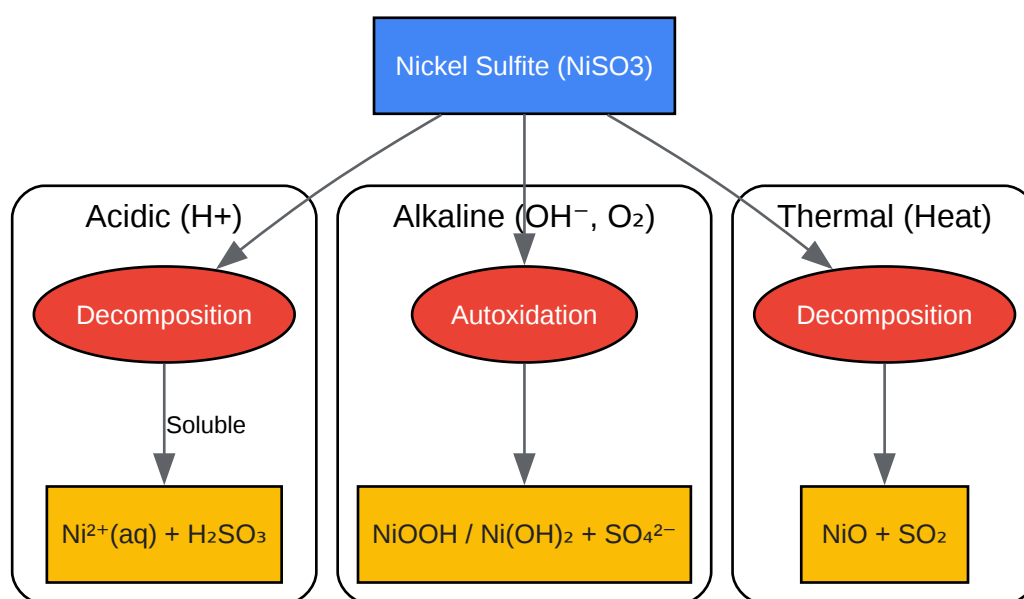 Nickel Sulfite (NiSO3)
Acidic (H+)
Alkaline (OH⁻, O₂)
Thermal (Heat)
Decomposition
Autoxidation
Decomposition
Soluble
Ni²⁺(aq) + H₂SO₃
NiOOH / Ni(OH)₂ + SO₄²⁻
NiO + SO₂